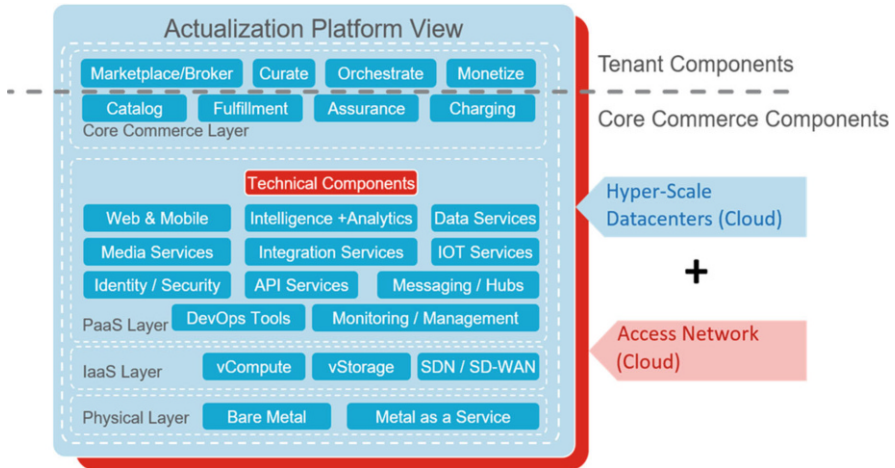 Actualization Platform View
Marketplace/Broker
Curate
Orchestrate
Monetize
Tenant Components
Catalog
Fulfillment
Assurance
Charging
Core Commerce Layer
Core Commerce Components
Technical Components
Web & Mobile
Intelligence +Analytics
Data Services
Media Services
Integration Services
IOT Services
Identity / Security
API Services
Messaging / Hubs
PaaS Layer
DevOps Tools
Monitoring / Management
Hyper-Scale
Datacenters (Cloud)
+
Access Network
(Cloud)
IaaS Layer
vCompute
vStorage
SDN / SD-WAN
Physical Layer
Bare Metal
Metal as a Service